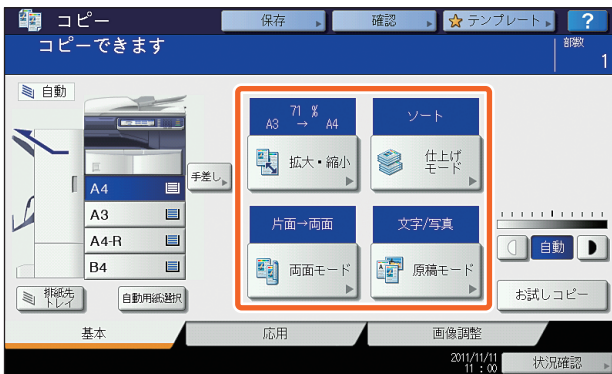 コピー
保存
確認
テンプレート
?
コピーできます
部数
1
自動
71 %
A3 → A4
ソート
拡大・縮小
仕上げ
モード
手差し
A4
A3
A4-R
B4
片面→両面
文字/写真
両面モード
原稿モード
自動
排紙先
トレイ
自動用紙選択
お試しコピー
基本
応用
画像調整
2011/11/11
11 : 00
状況確認